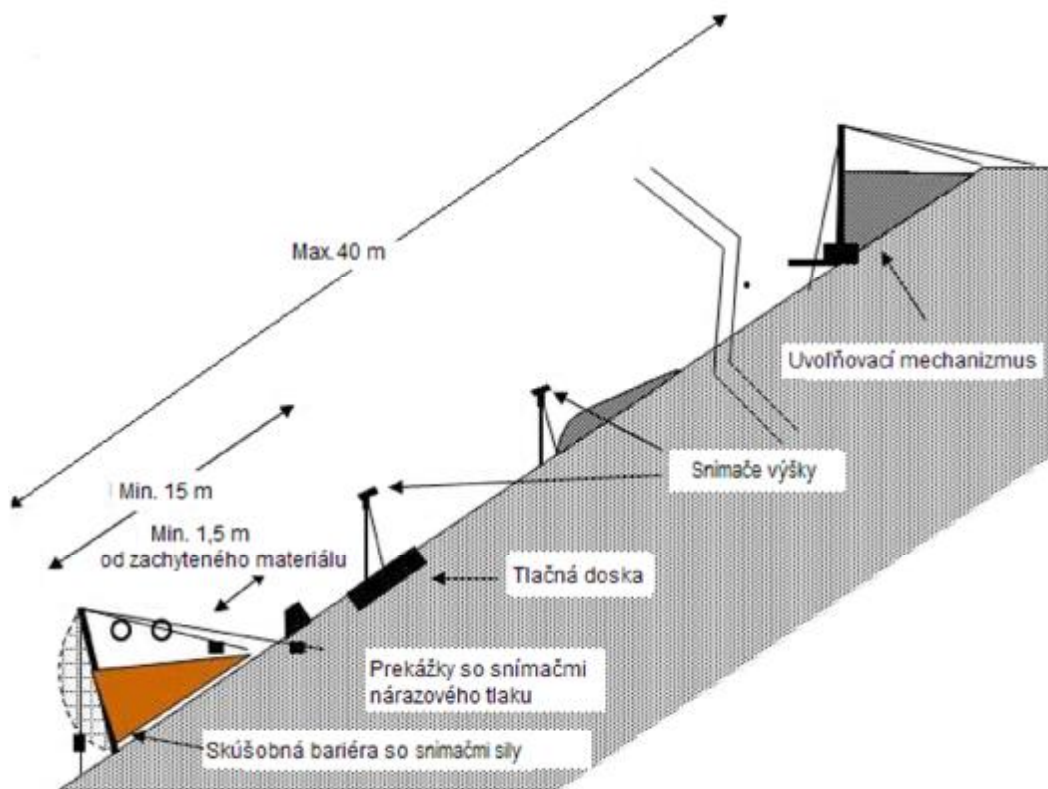 Max. 40 m
Uvoľňovací mechanizmus
Snímače výšky
Min. 15 m
Min. 1,5 m
od zachyteného materiálu
Tlačná doska
Prekážky so snímačmi
nárazového tlaku
Skúšobná bariéra so snímačmi sily